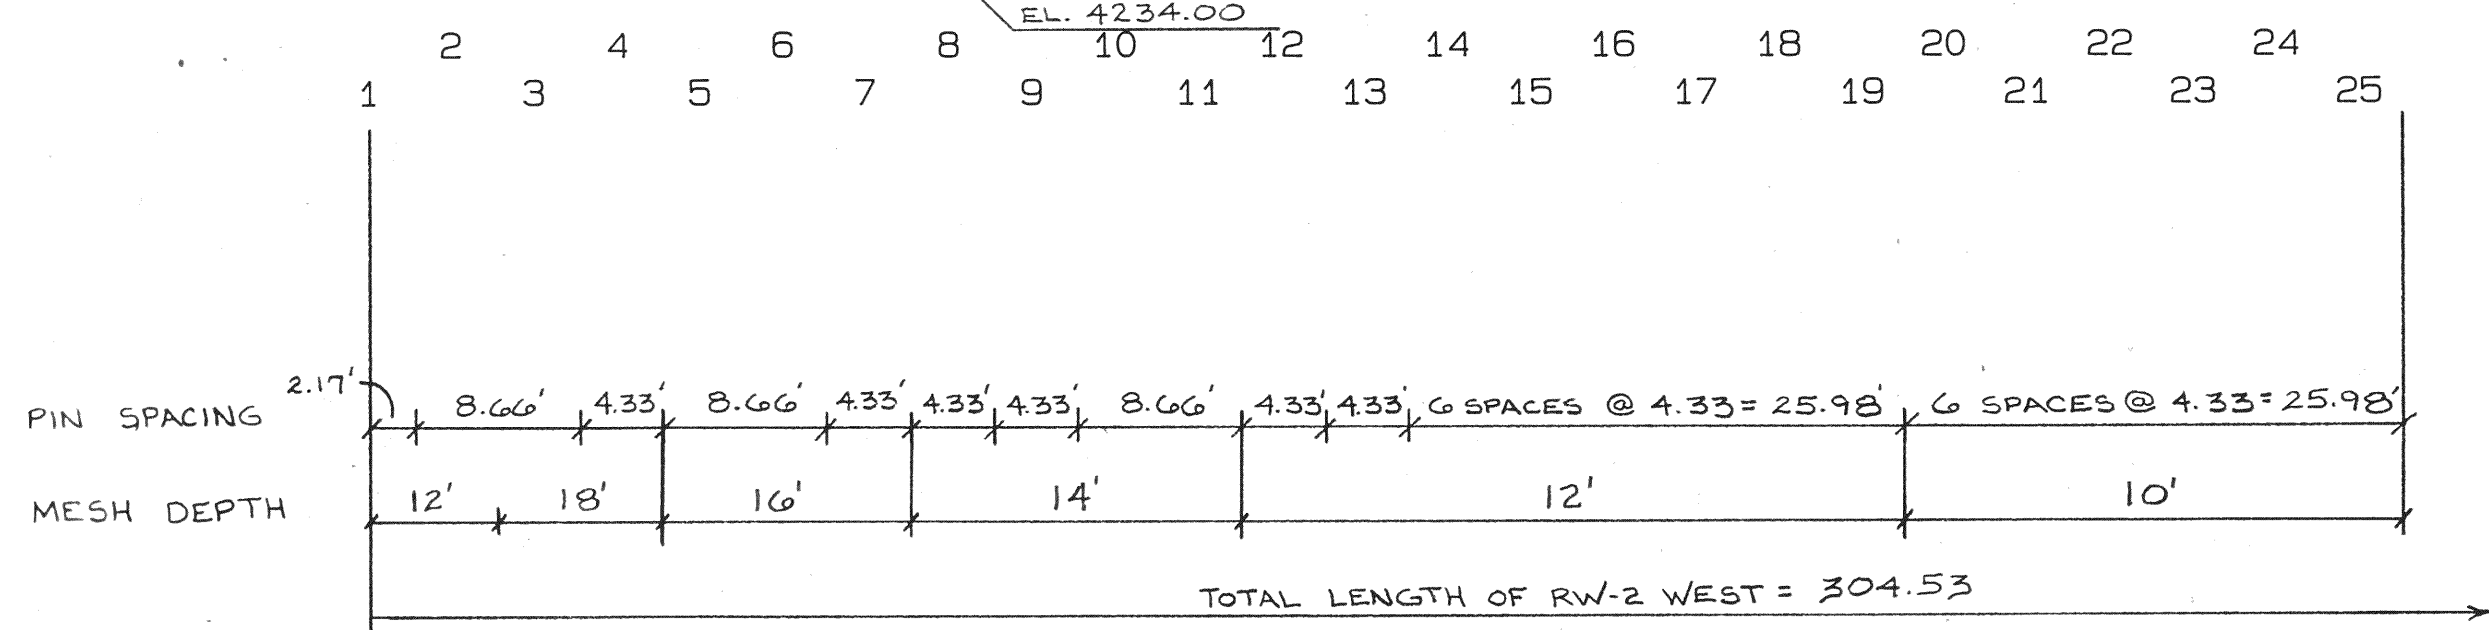 EL. 4234.00
2 4 6 8 10 12 14 16 18 20 22 24
1 3 5 7 9 11 13 15 17 19 21 23 25
2.17'
PIN SPACING 8.66' 4.33' 8.66' 4.33' 4.33' 4.33' 8.66' 4.33' 4.33' 6 SPACES @ 4.33 = 25.98' 6 SPACES @ 4.33 = 25.98'
MESH DEPTH 12' 18' 16' 14' 12' 10'
TOTAL LENGTH OF RW-2 WEST = 304.53